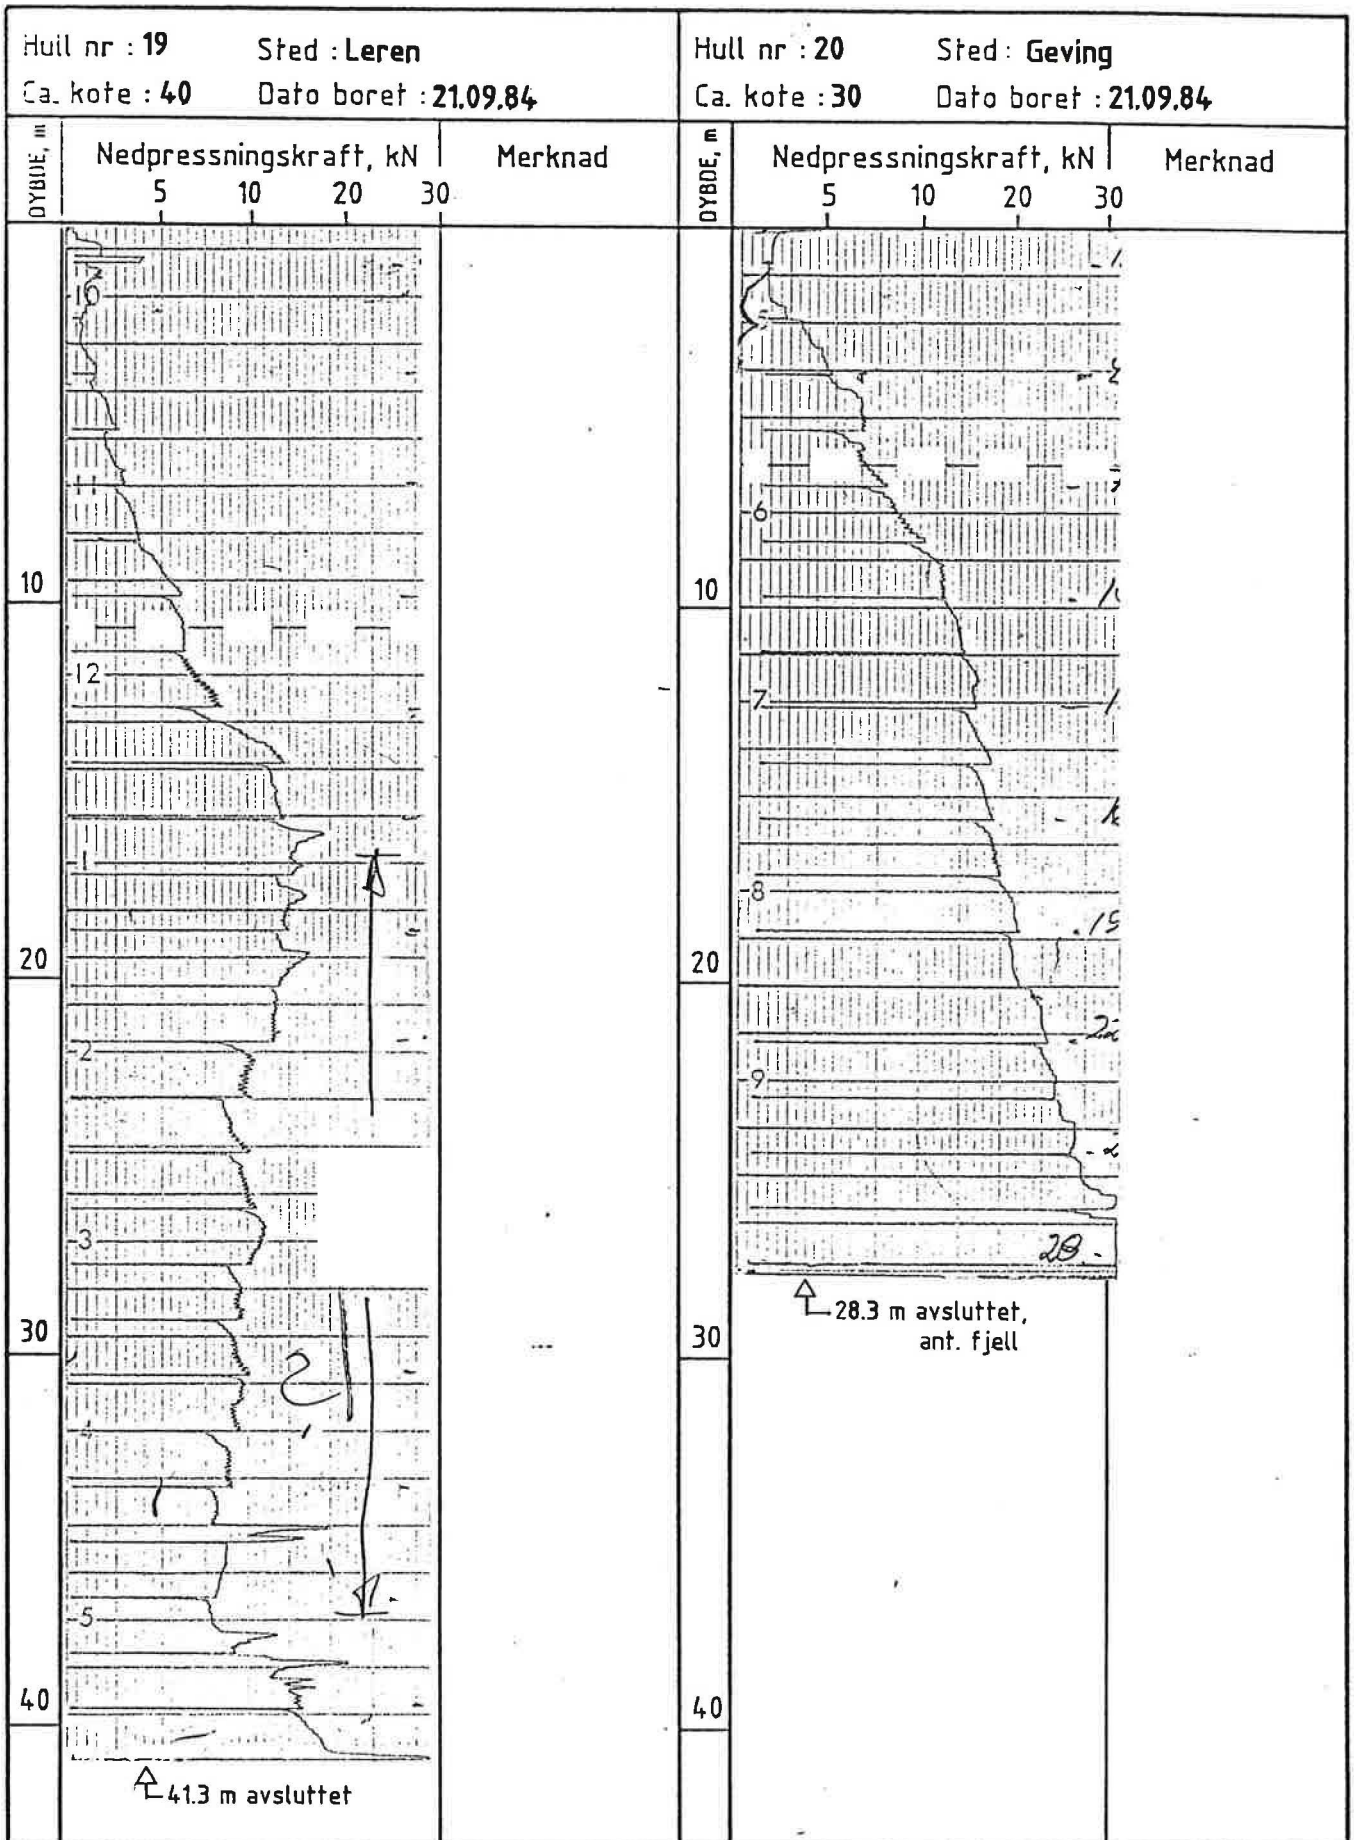 Hull nr : 19 Sted : Leren
Ca. kote : 40 Dato boret : 21.09.84
DYBDE, m
Nedpressningskraft, kN
Merknad
5 10 20 30
10
10
12
1
20
2
3
30
4
5
40
41.3 m avsluttet
Hull nr : 20 Sted : Geving
Ca. kote : 30 Dato boret : 21.09.84
DYBDE, m
Nedpressningskraft, kN
Merknad
5 10 20 30
6
10
7
8
19
20
9
28 -
28.3 m avsluttet,
ant. fjell
30
40